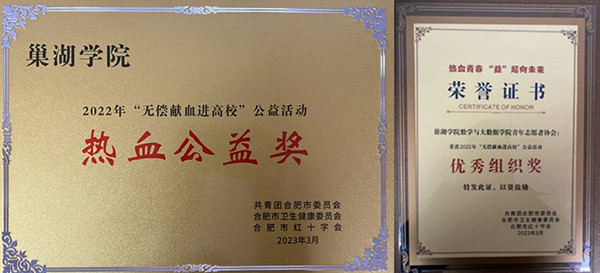 巢湖学院
2022年“无偿献血进高校”公益活动
热血公益奖
共青团合肥市委员会
合肥市卫生健康委员会
合肥市红十字会
2023年3月
热血青春“益”起向未来
荣誉证书
CERTIFICATE OF HONOR
巢湖学院数学与大数据学院青年志愿者协会：
荣获2022年“无偿献血进高校”公益活动
优秀组织奖
特发此证，以资鼓励
共青团合肥市委员会
合肥市卫生健康委员会
合肥市红十字会
2023年3月